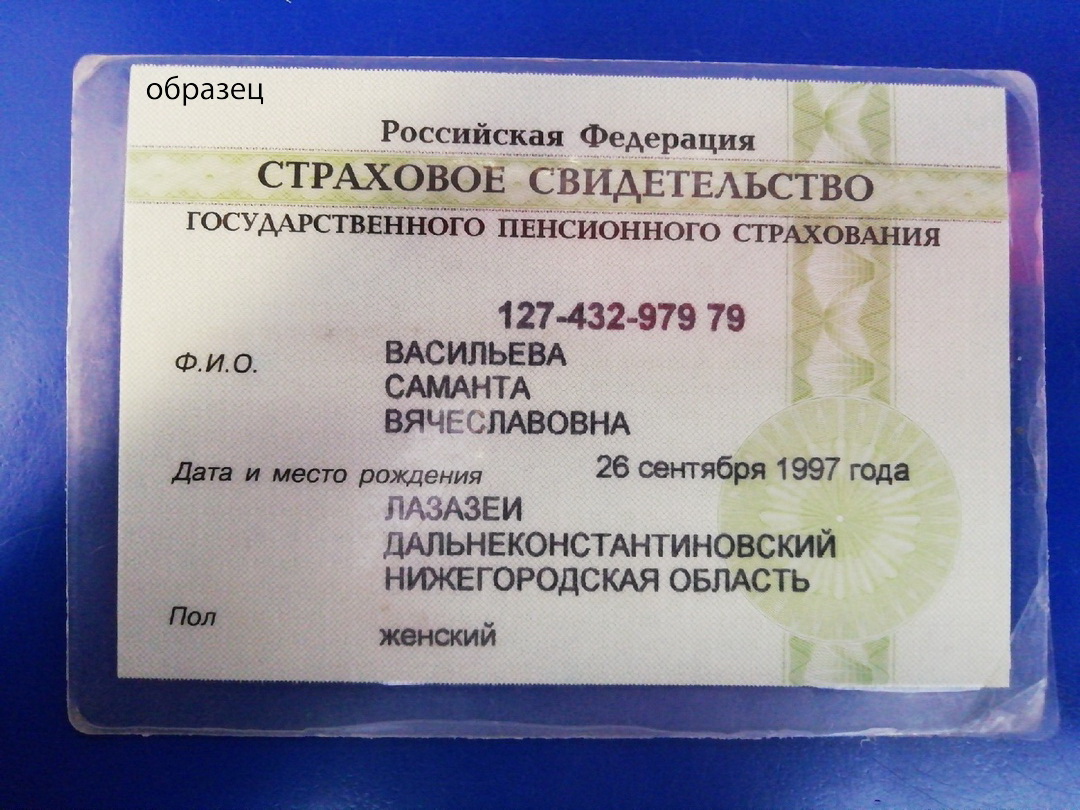 образец
Российская Федерация
СТРАХОВОЕ СВИДЕТЕЛЬСТВО
ГОСУДАРСТВЕННОГО ПЕНСИОННОГО СТРАХОВАНИЯ
127-432-979 79
Ф.И.О. ВАСИЛЬЕВА
САМАНТА
ВЯЧЕСЛАВОВНА
Дата и место рождения 26 сентября 1997 года
ЛАЗАЗЕИ
ДАЛЬНЕКОНСТАНТИНОВСКИЙ
НИЖЕГОРОДСКАЯ ОБЛАСТЬ
Пол женский